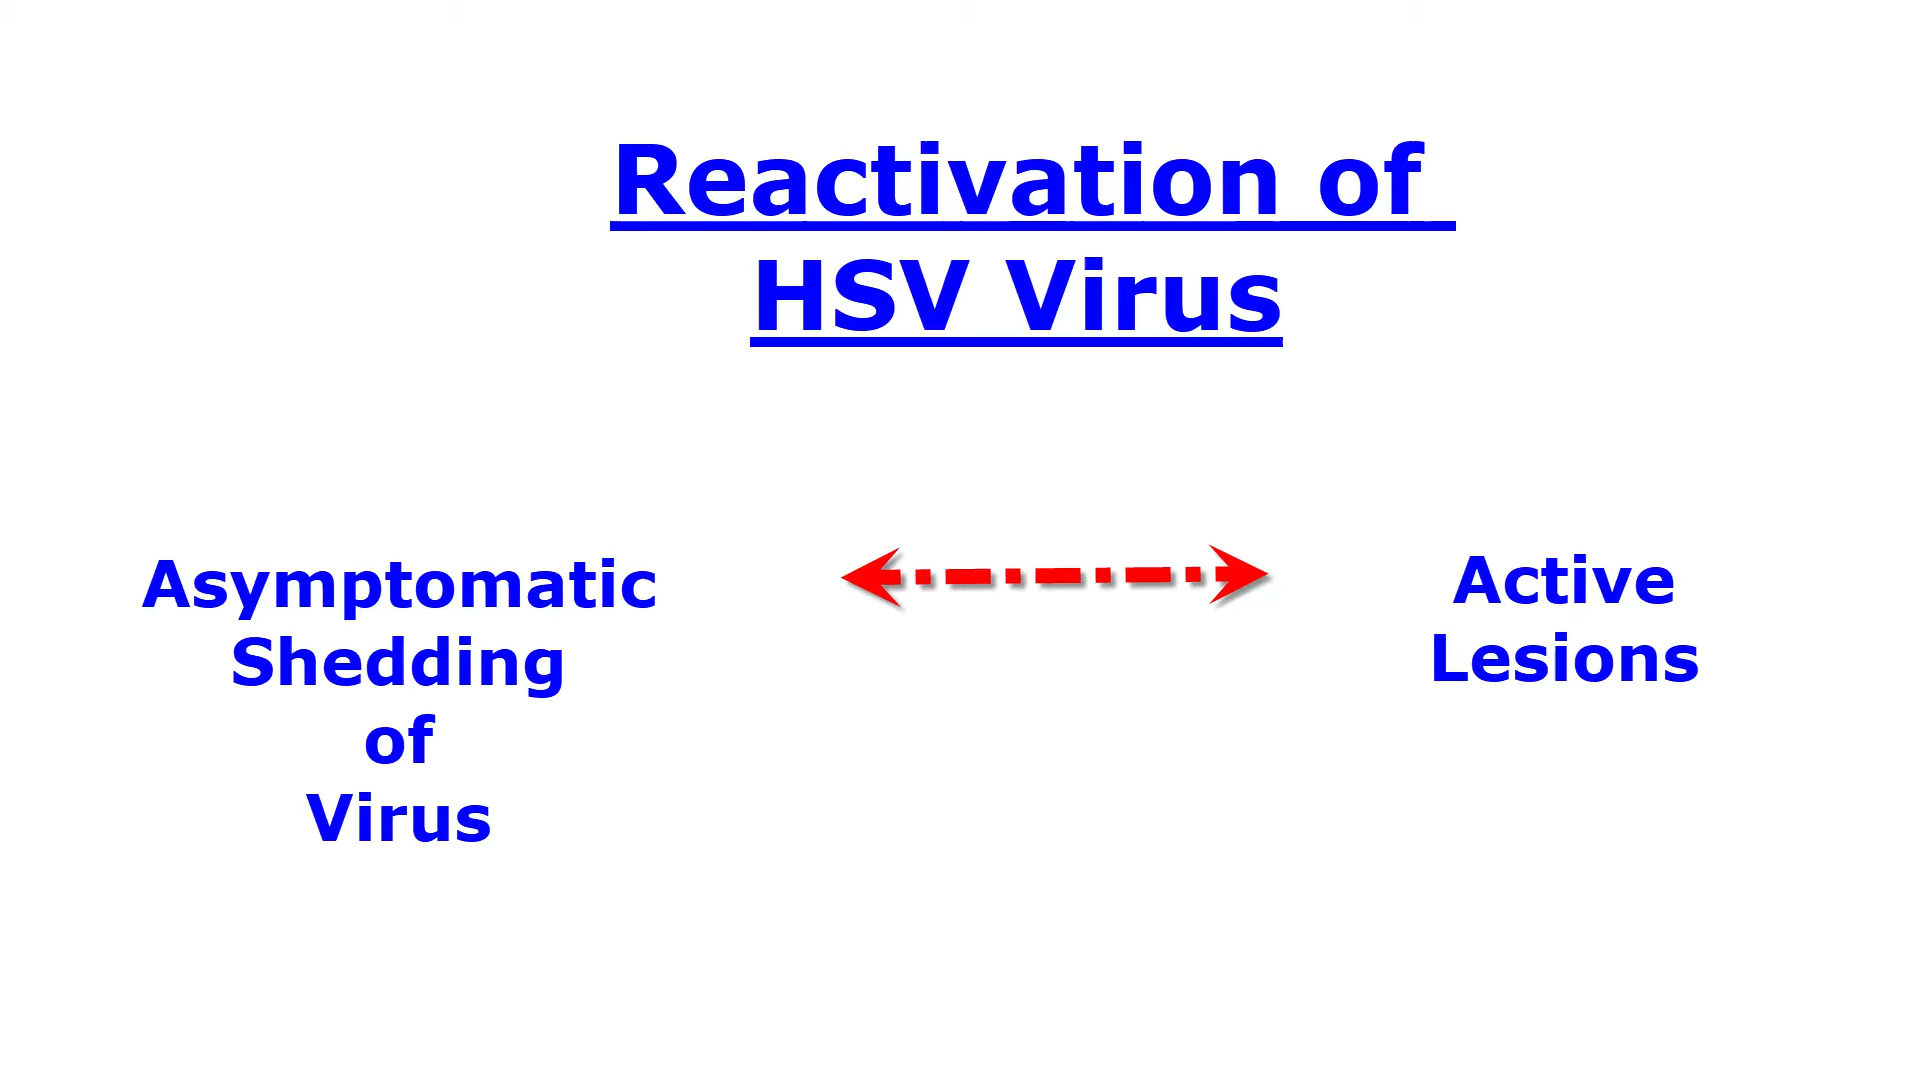 Reactivation of
HSV Virus
Asymptomatic
Shedding
of
Virus
Active
Lesions